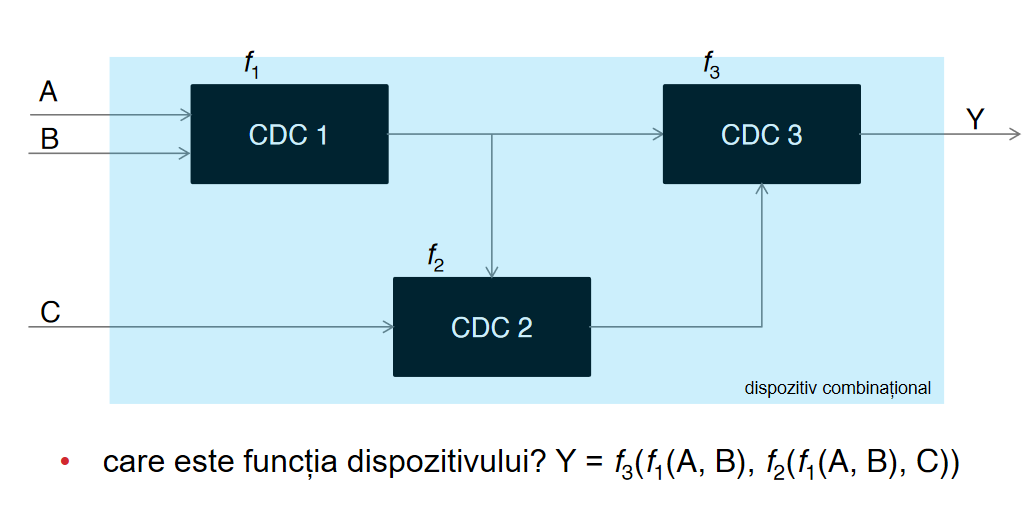 f₁
f₃
A
B
CDC 1
CDC 3
Y
f₂
C
CDC 2
dispozitiv combinațional
• care este funcția dispozitivului? Y = f₃(f₁(A, B), f₂(f₁(A, B), C))